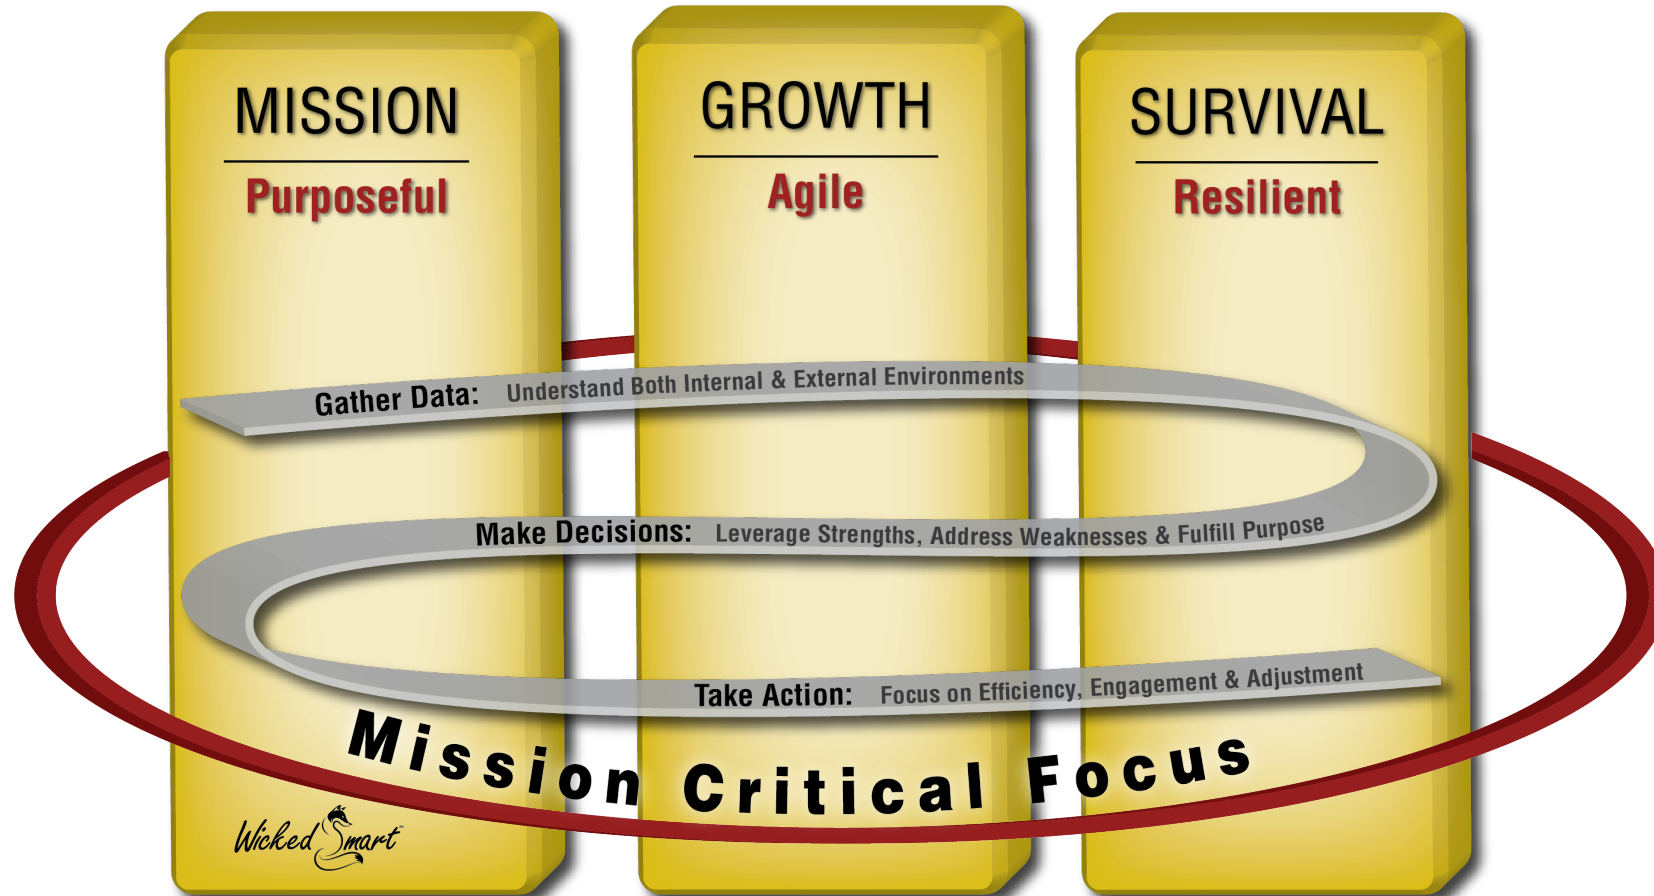 MISSION
Purposeful
GROWTH
Agile
SURVIVAL
Resilient
Gather Data: Understand Both Internal & External Environments
Make Decisions: Leverage Strengths, Address Weaknesses & Fulfill Purpose
Take Action: Focus on Efficiency, Engagement & Adjustment
Mission Critical Focus
Wicked Smart™